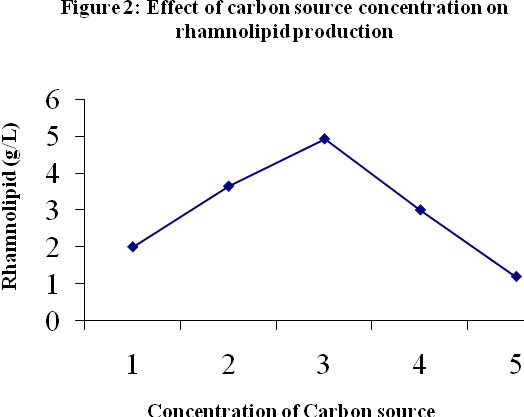 Figure 2: Effect of carbon source concentration on
rhamnolipid production
6
5
4
3
2
1
0
Rhamnolipid (g/L)
1 2 3 4 5
Concentration of Carbon source